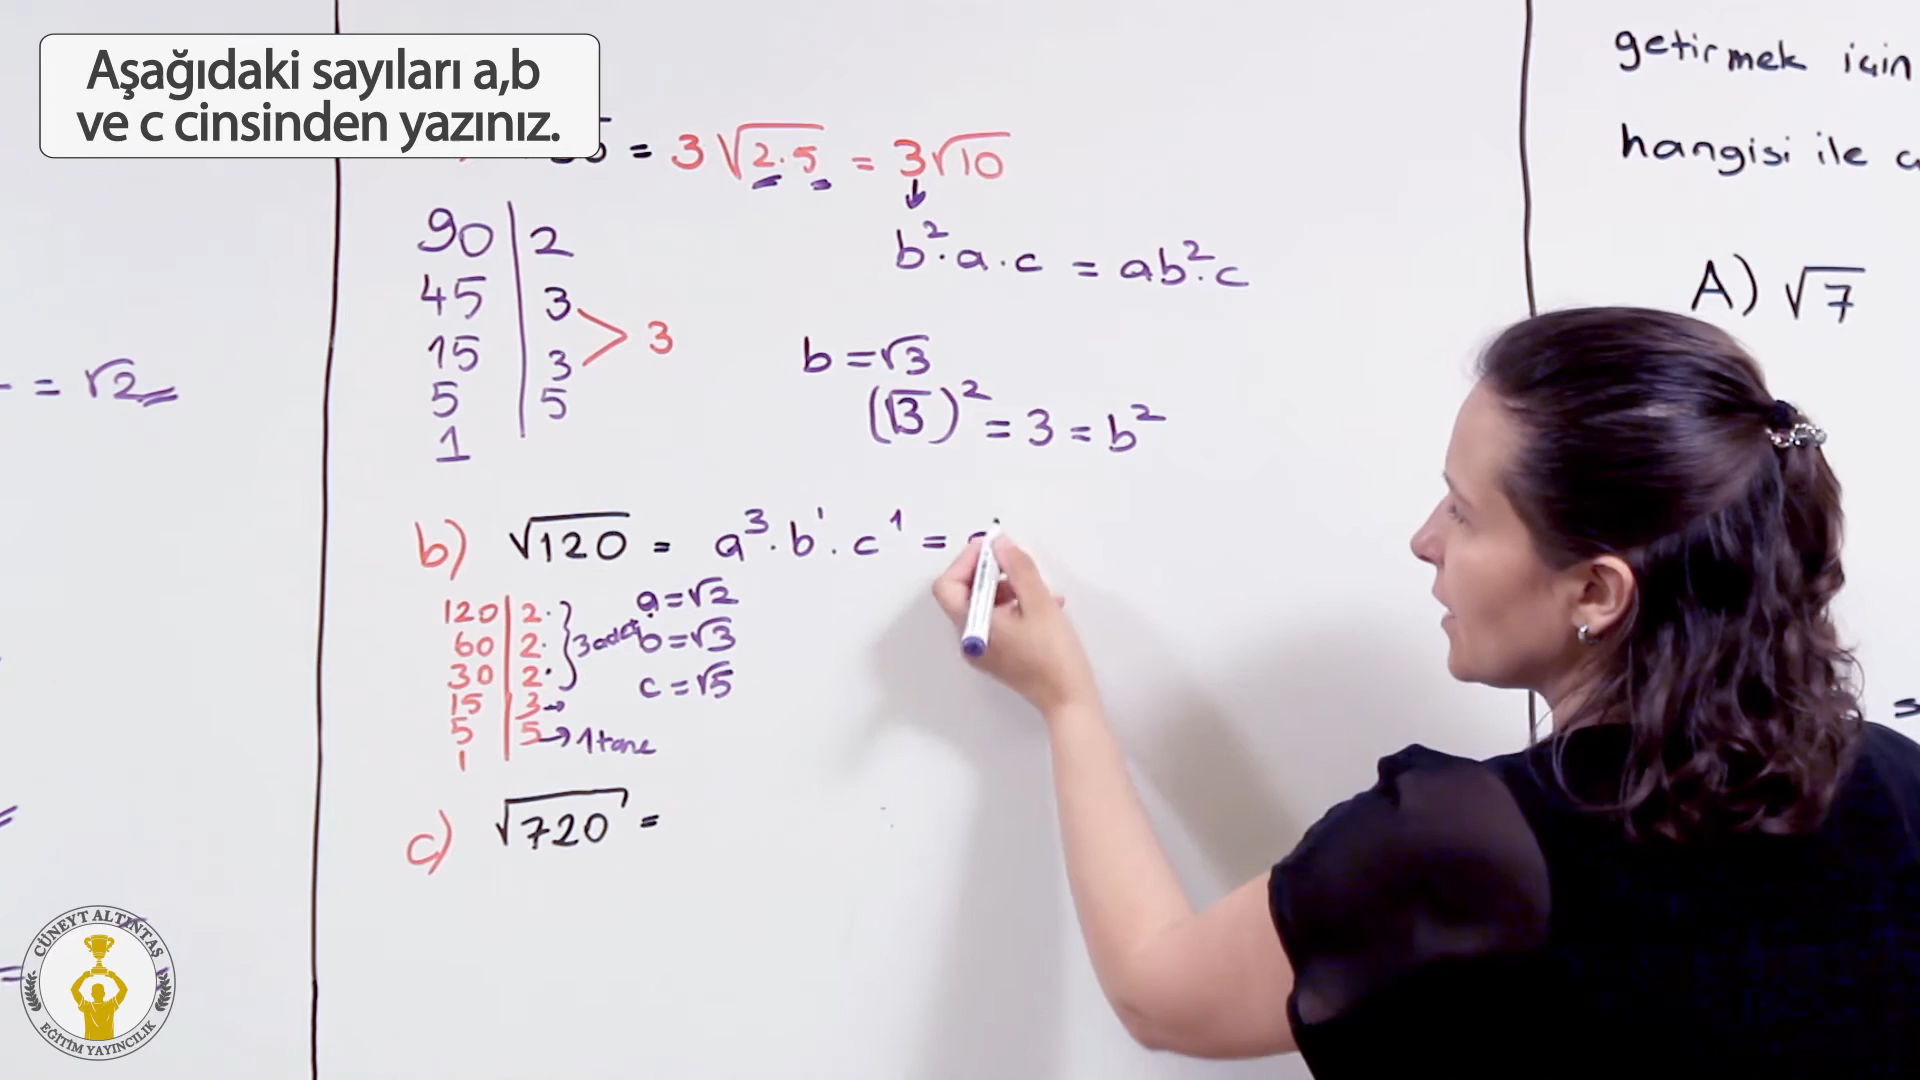 Aşağıdaki sayıları a,b
ve c cinsinden yazınız.
= 3√2.5 = 3√10
b².a.c = ab².c
90 | 2
45 | 3
15 | 3 > 3
5 | 5
1
b = √3
(√3)² = 3 = b²
b) √120 = a³.b¹.c¹ =
120 | 2
60 | 2
30 | 2
15 | 3 →
5 | 5 → 1 tane
1
3 adet
a = √2
b = √3
c = √5
c) √720 =
= √2
getirmek için
hangisi ile
A) √7
CÜNEYT ALTINTAŞ
EĞİTİM YAYINCILIK